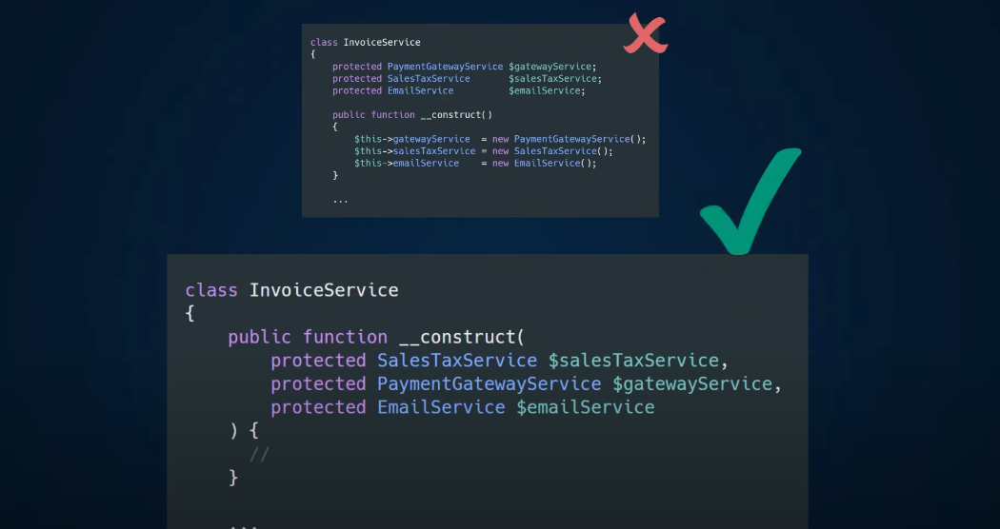 class InvoiceService
{
    protected PaymentGatewayService $gatewayService;
    protected SalesTaxService       $salesTaxService;
    protected EmailService          $emailService;
    public function __construct()
    {
        $this->gatewayService  = new PaymentGatewayService();
        $this->salesTaxService = new SalesTaxService();
        $this->emailService    = new EmailService();
    }
    ...
class InvoiceService
{
    public function __construct(
        protected SalesTaxService $salesTaxService,
        protected PaymentGatewayService $gatewayService,
        protected EmailService $emailService
    ) {
      //
    }
    ...